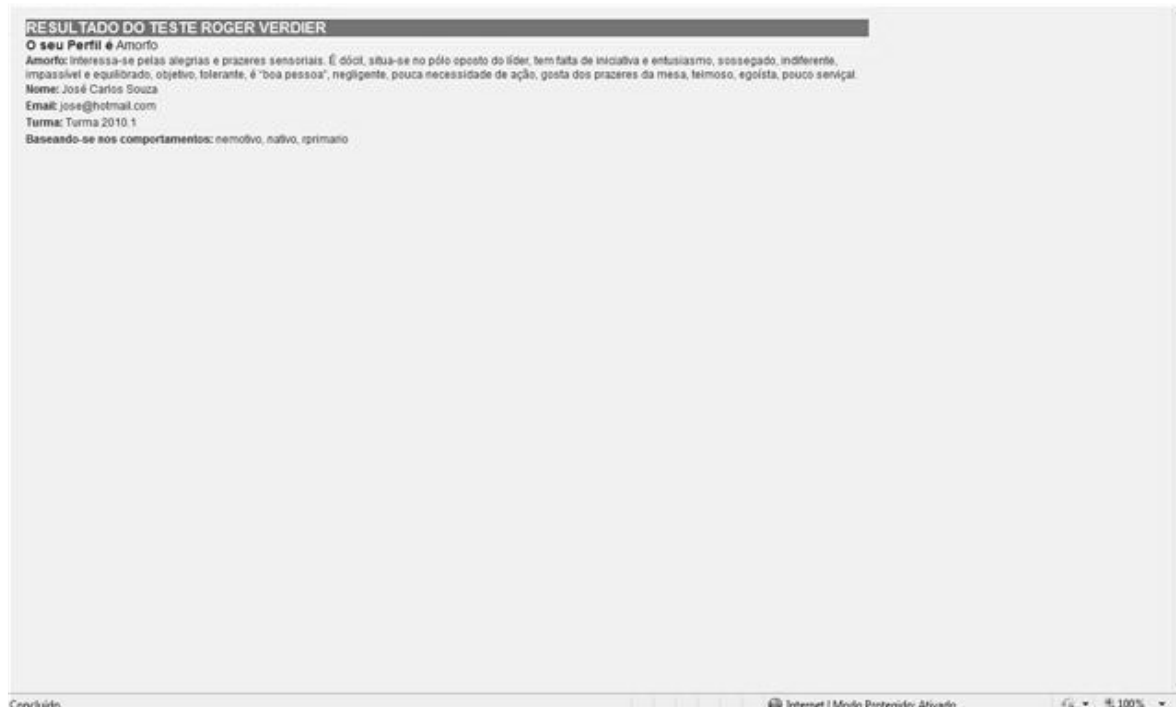 RESULTADO DO TESTE ROGER VERDIER
O seu Perfil é Amorfo
Amorfo: Interessa-se pelas alegrias e prazeres sensoriais. É dócil, situa-se no pólo oposto do líder, tem falta de iniciativa e entusiasmo, sossegado, indiferente,
impassível e equilibrado, objetivo, tolerante, é "boa pessoa", negligente, pouca necessidade de ação, gosta dos prazeres da mesa, teimoso, egoísta, pouco serviçal.
Nome: José Carlos Souza
Email: jose@hotmail.com
Turma: Turma 2010.1
Baseando-se nos comportamentos: nemotivo, nativo, rprimario
Concluído Internet | Modo Protegido: Ativado 100%